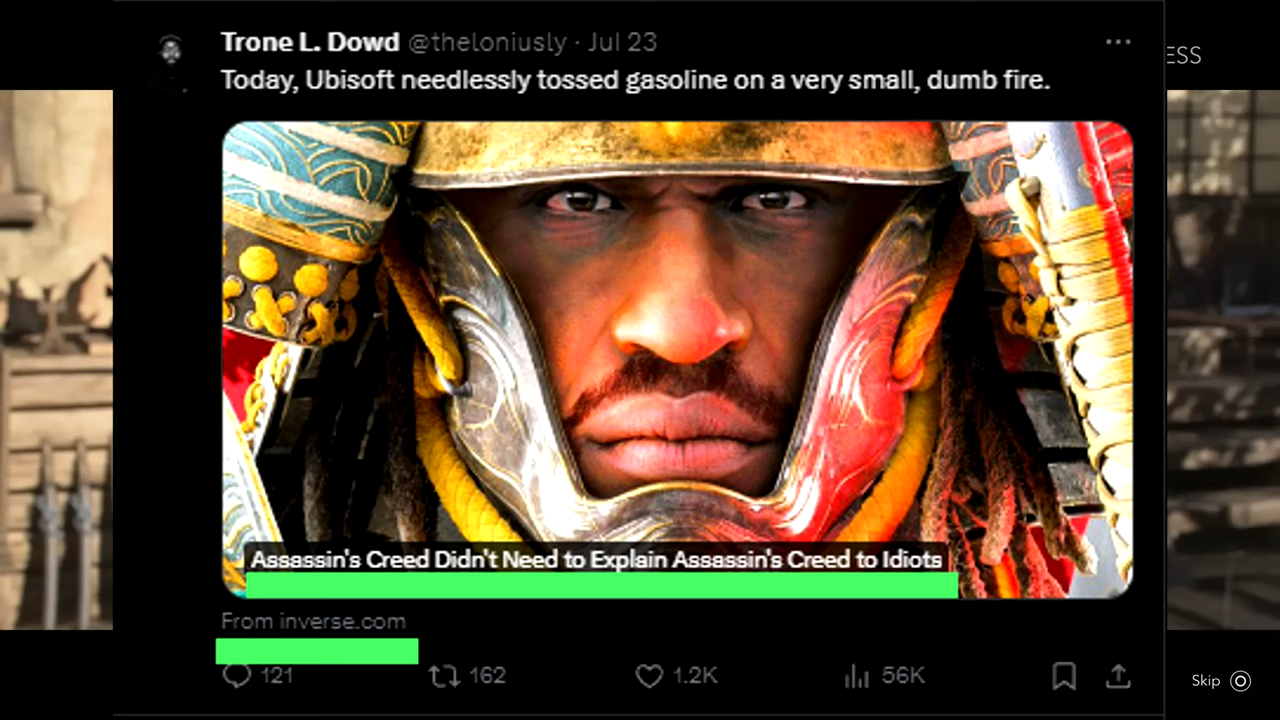 Trone L. Dowd @theloniusly · Jul 23
ESS
Today, Ubisoft needlessly tossed gasoline on a very small, dumb fire.
Assassin's Creed Didn't Need to Explain Assassin's Creed to Idiots
From inverse.com
121 162 1.2K 56K
Skip